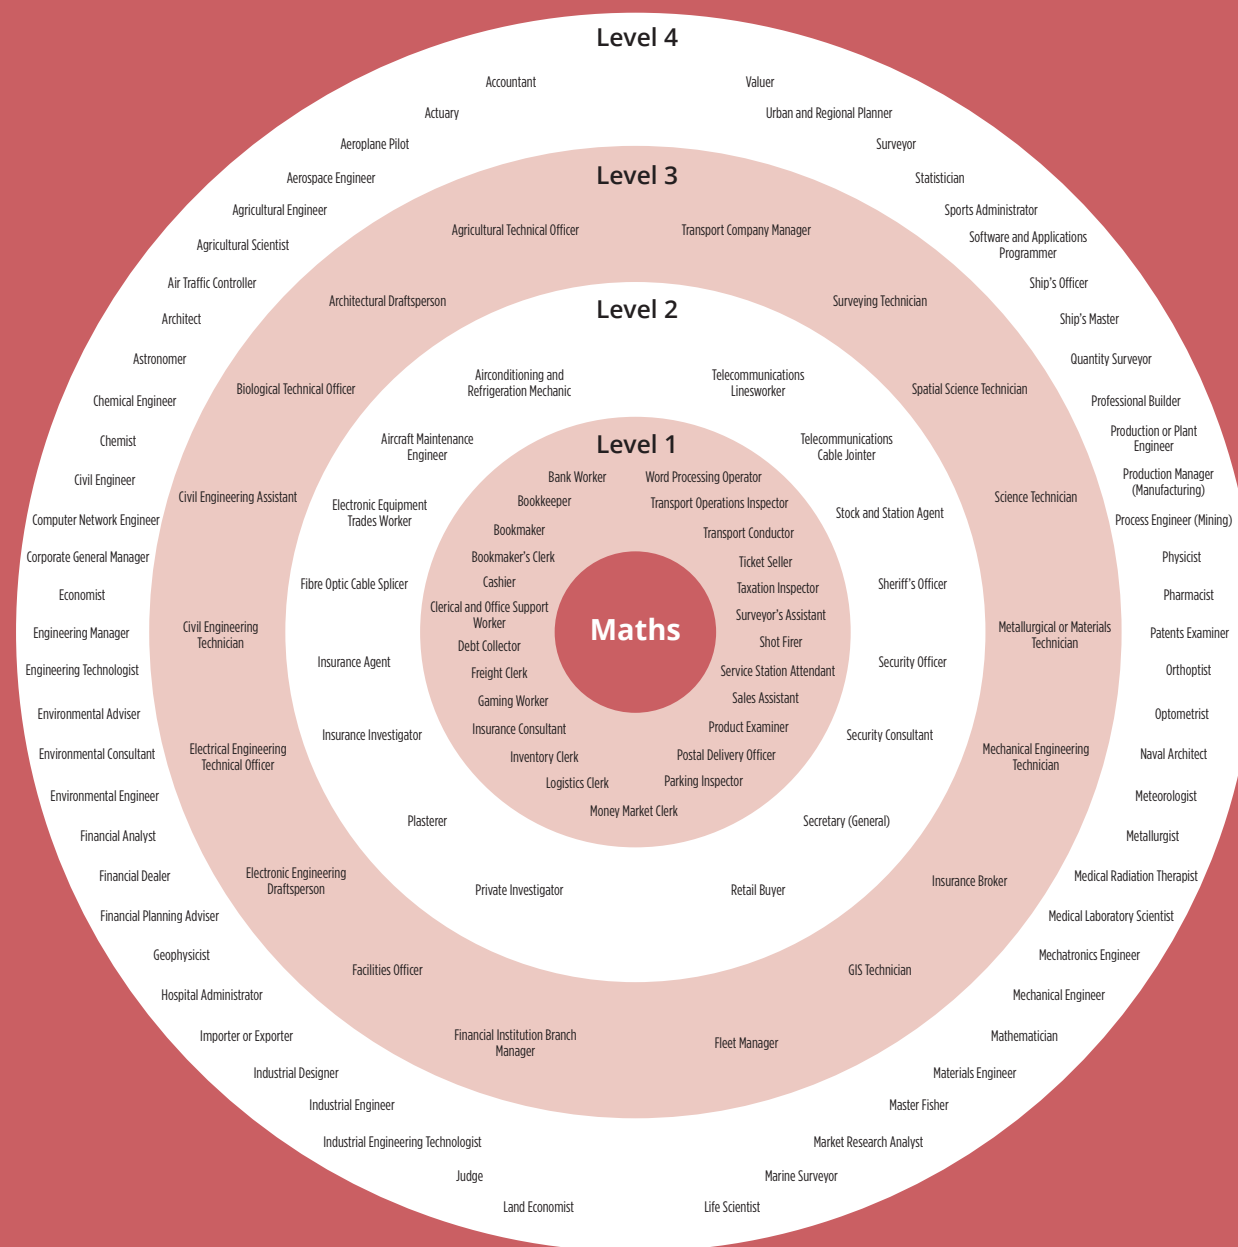 Level 4
Accountant
Valuer
Actuary
Urban and Regional Planner
Aeroplane Pilot
Surveyor
Aerospace Engineer
Statistician
Agricultural Engineer
Sports Administrator
Agricultural Scientist
Software and Applications
Programmer
Air Traffic Controller
Ship's Officer
Architect
Ship's Master
Astronomer
Quantity Surveyor
Chemical Engineer
Professional Builder
Chemist
Production or Plant
Engineer
Civil Engineer
Production Manager
(Manufacturing)
Computer Network Engineer
Process Engineer (Mining)
Corporate General Manager
Physicist
Economist
Pharmacist
Engineering Manager
Patents Examiner
Engineering Technologist
Orthoptist
Environmental Adviser
Optometrist
Environmental Consultant
Naval Architect
Environmental Engineer
Meteorologist
Financial Analyst
Metallurgist
Financial Dealer
Medical Radiation Therapist
Financial Planning Adviser
Medical Laboratory Scientist
Geophysicist
Mechatronics Engineer
Hospital Administrator
Mechanical Engineer
Importer or Exporter
Mathematician
Industrial Designer
Materials Engineer
Industrial Engineer
Master Fisher
Industrial Engineering Technologist
Market Research Analyst
Judge
Marine Surveyor
Land Economist
Life Scientist
Level 3
Agricultural Technical Officer
Transport Company Manager
Architectural Draftsperson
Surveying Technician
Biological Technical Officer
Spatial Science Technician
Civil Engineering Assistant
Science Technician
Civil Engineering
Technician
Metallurgical or Materials
Technician
Electrical Engineering
Technical Officer
Mechanical Engineering
Technician
Electronic Engineering
Draftsperson
Insurance Broker
Facilities Officer
GIS Technician
Financial Institution Branch
Manager
Fleet Manager
Level 2
Airconditioning and
Refrigeration Mechanic
Telecommunications
Linesworker
Aircraft Maintenance
Engineer
Telecommunications
Cable Jointer
Electronic Equipment
Trades Worker
Stock and Station Agent
Fibre Optic Cable Splicer
Sheriff's Officer
Insurance Agent
Security Officer
Insurance Investigator
Security Consultant
Plasterer
Secretary (General)
Private Investigator
Retail Buyer
Level 1
Bank Worker
Word Processing Operator
Bookkeeper
Transport Operations Inspector
Bookmaker
Transport Conductor
Bookmaker's Clerk
Ticket Seller
Cashier
Taxation Inspector
Clerical and Office Support
Worker
Surveyor's Assistant
Debt Collector
Shot Firer
Freight Clerk
Service Station Attendant
Gaming Worker
Sales Assistant
Insurance Consultant
Product Examiner
Inventory Clerk
Postal Delivery Officer
Logistics Clerk
Parking Inspector
Money Market Clerk
Maths